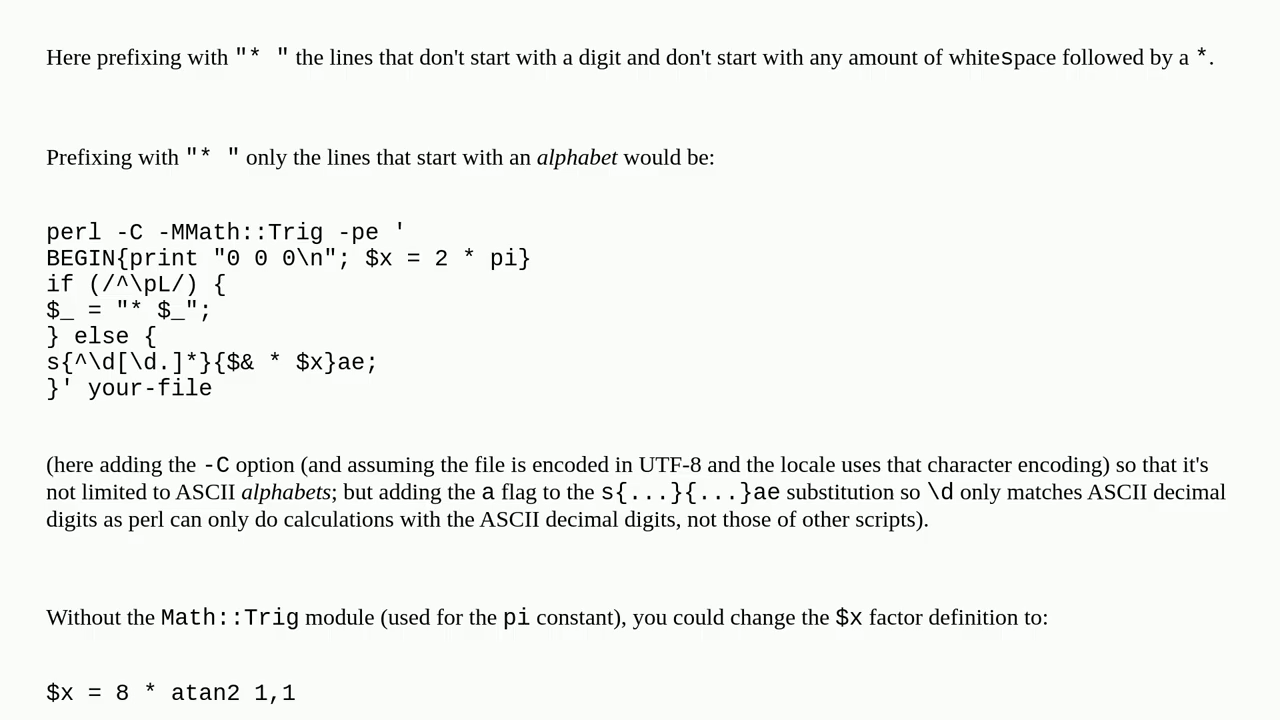 Here prefixing with "* " the lines that don't start with a digit and don't start with any amount of whitespace followed by a *.
Prefixing with "* " only the lines that start with an alphabet would be:
perl -C -MMath::Trig -pe '
BEGIN{print "0 0 0\n"; $x = 2 * pi}
if (/^\pL/) {
$_ = "* $_";
} else {
s{^\d[\d.]*}{$& * $x}ae;
}' your-file
(here adding the -C option (and assuming the file is encoded in UTF-8 and the locale uses that character encoding) so that it's
not limited to ASCII alphabets; but adding the a flag to the s{...}{...}ae substitution so \d only matches ASCII decimal
digits as perl can only do calculations with the ASCII decimal digits, not those of other scripts).
Without the Math::Trig module (used for the pi constant), you could change the $x factor definition to:
$x = 8 * atan2 1,1